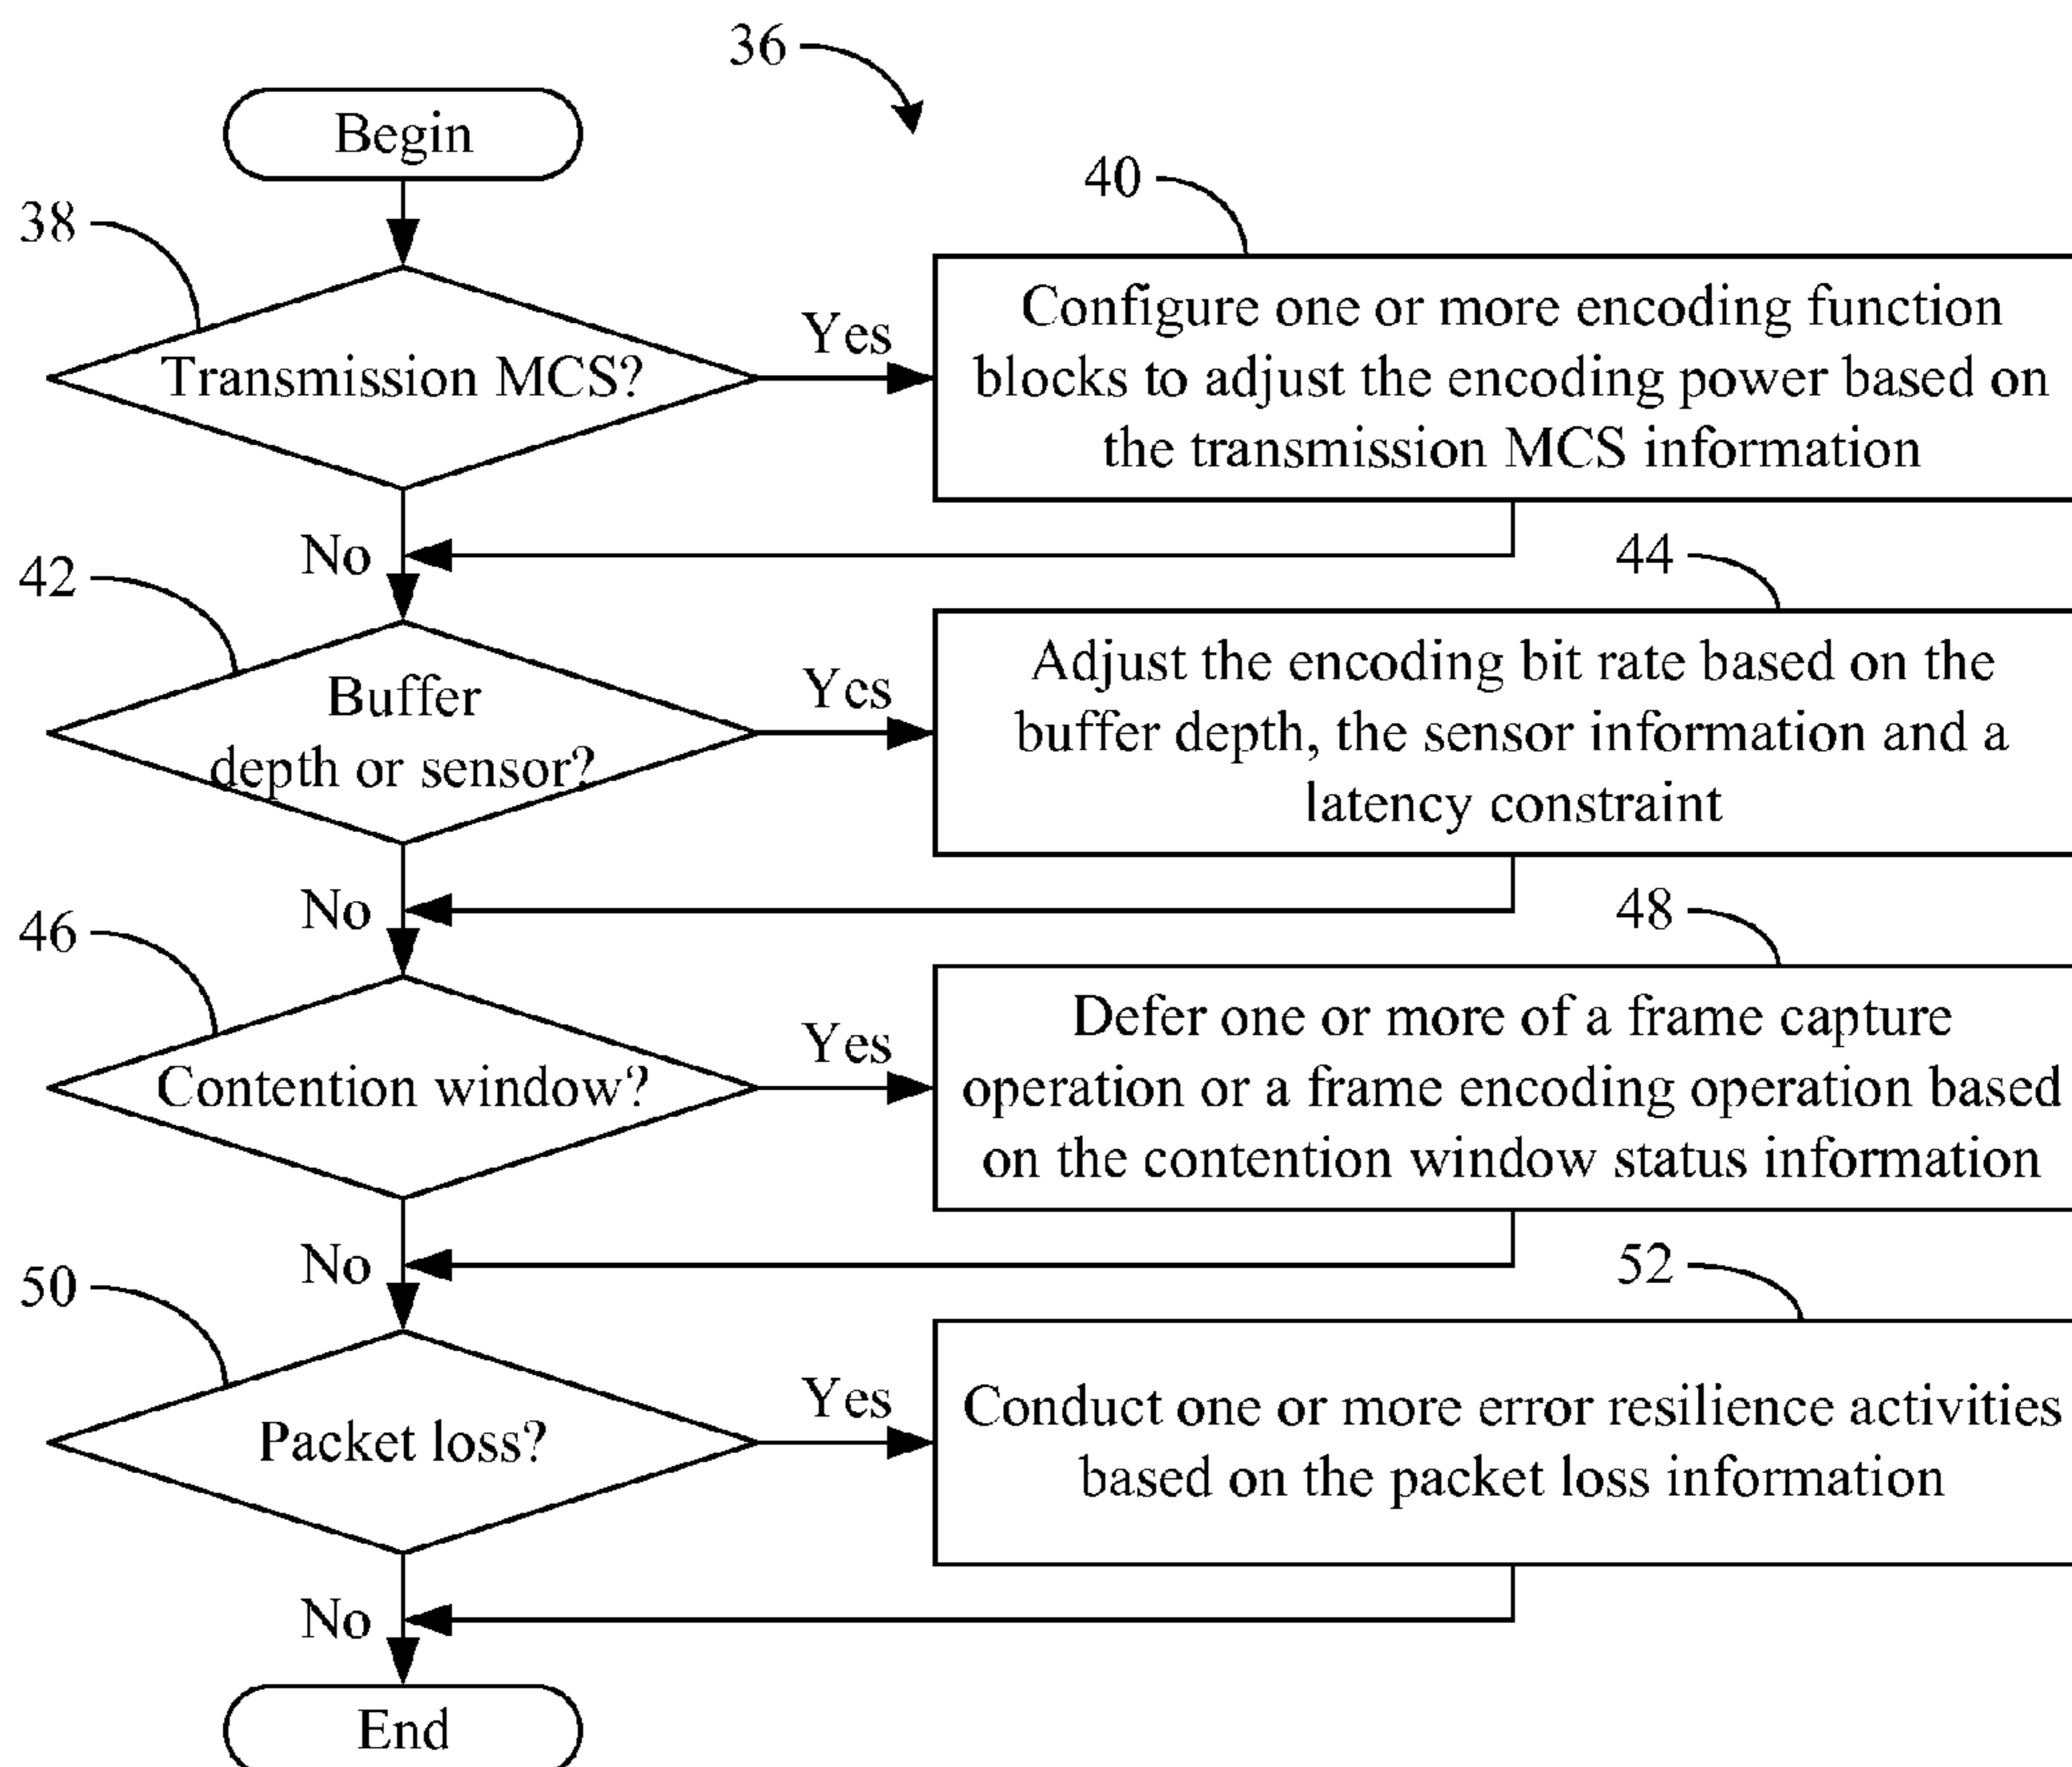 36
Begin
38
Transmission MCS?
Yes
40
Configure one or more encoding function
blocks to adjust the encoding power based on
the transmission MCS information
No
42
Buffer
depth or sensor?
Yes
44
Adjust the encoding bit rate based on the
buffer depth, the sensor information and a
latency constraint
No
46
Contention window?
Yes
48
Defer one or more of a frame capture
operation or a frame encoding operation based
on the contention window status information
No
50
Packet loss?
Yes
52
Conduct one or more error resilience activities
based on the packet loss information
No
End